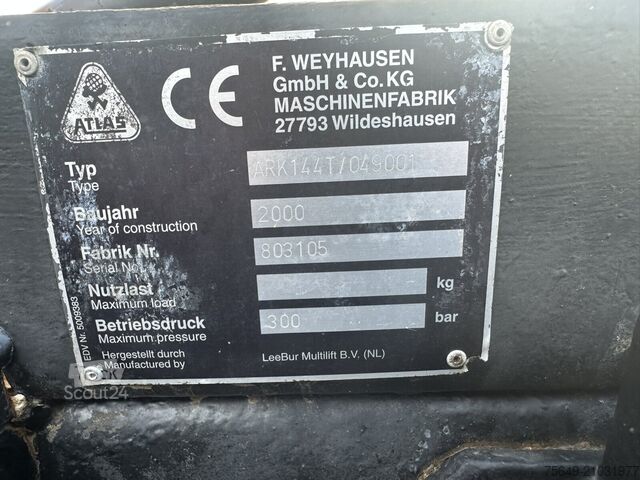 F. WEYHAUSEN
GmbH & Co.KG
MASCHINENFABRIK
27793 Wildeshausen
ATLAS
CE
Typ
Type
ARK144T/049001
Baujahr
Year of construction
2000
Fabrik Nr.
Serial No.
803105
Nutzlast
Maximum load
kg
Betriebsdruck
Maximum pressure
300
bar
Hergestellt durch
Manufactured by
LeeBur Multilift B.V. (NL)
EDV Nr. 5009383
Scout24
75649-21031877